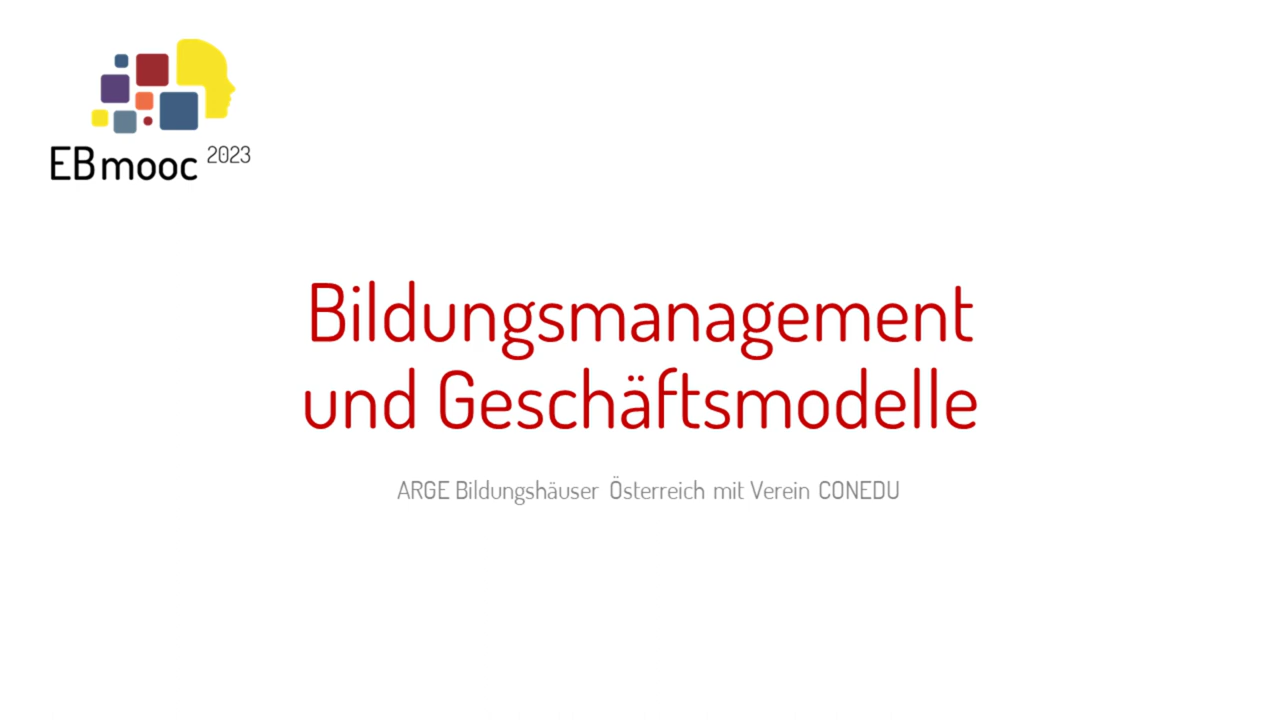 EBmooc 2023
Bildungsmanagement
und Geschäftsmodelle
ARGE Bildungshäuser Österreich mit Verein CONEDU